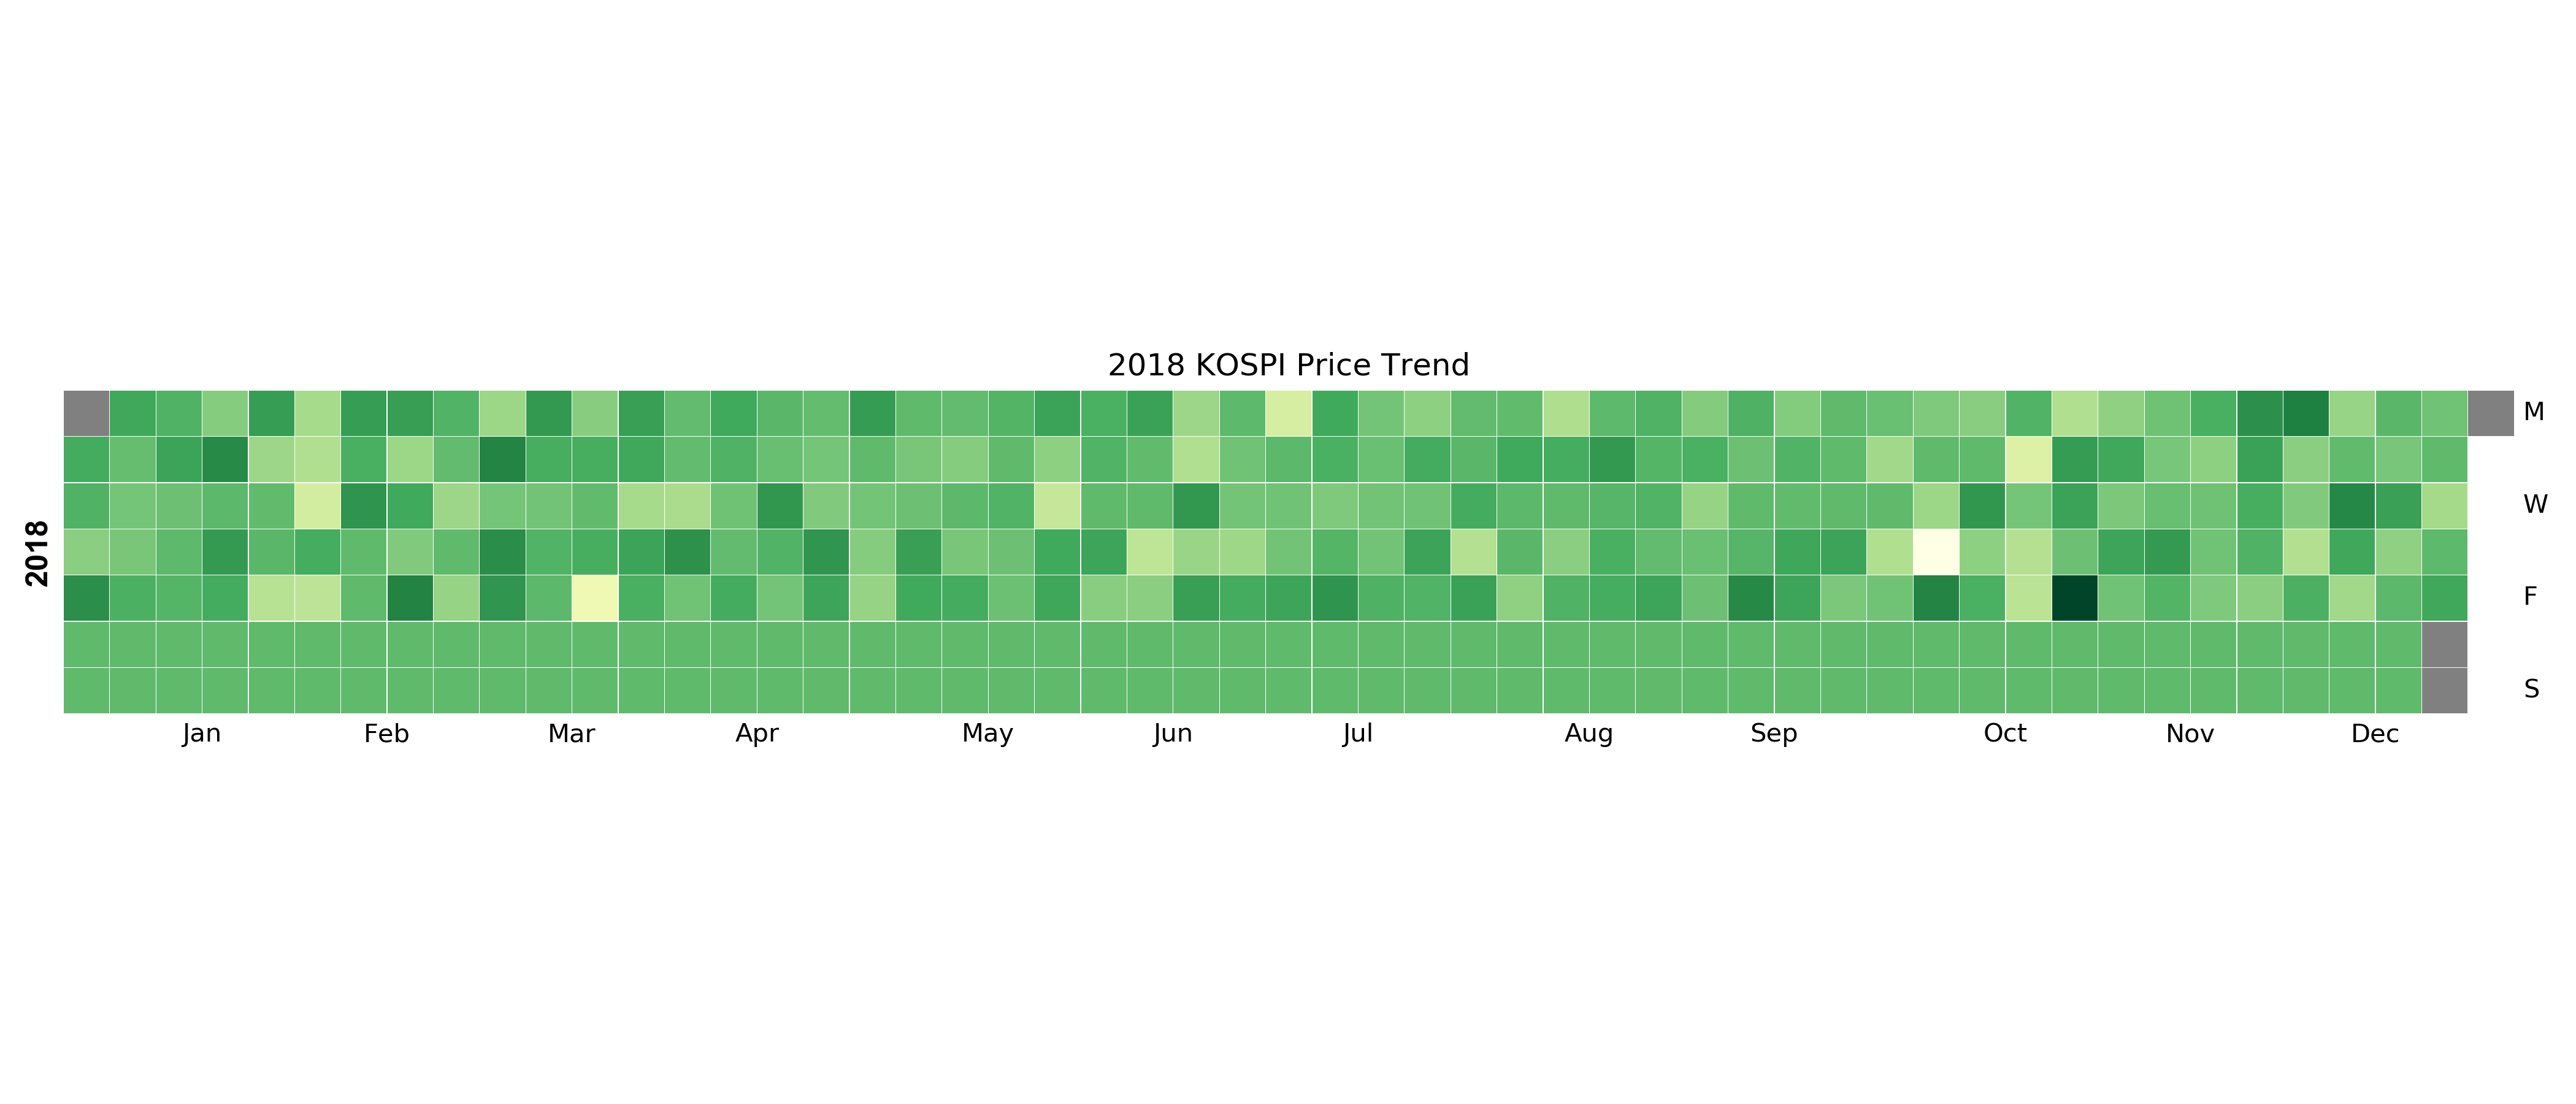 2018 KOSPI Price Trend
2018
M
W
F
S
Jan Feb Mar Apr May Jun Jul Aug Sep Oct Nov Dec